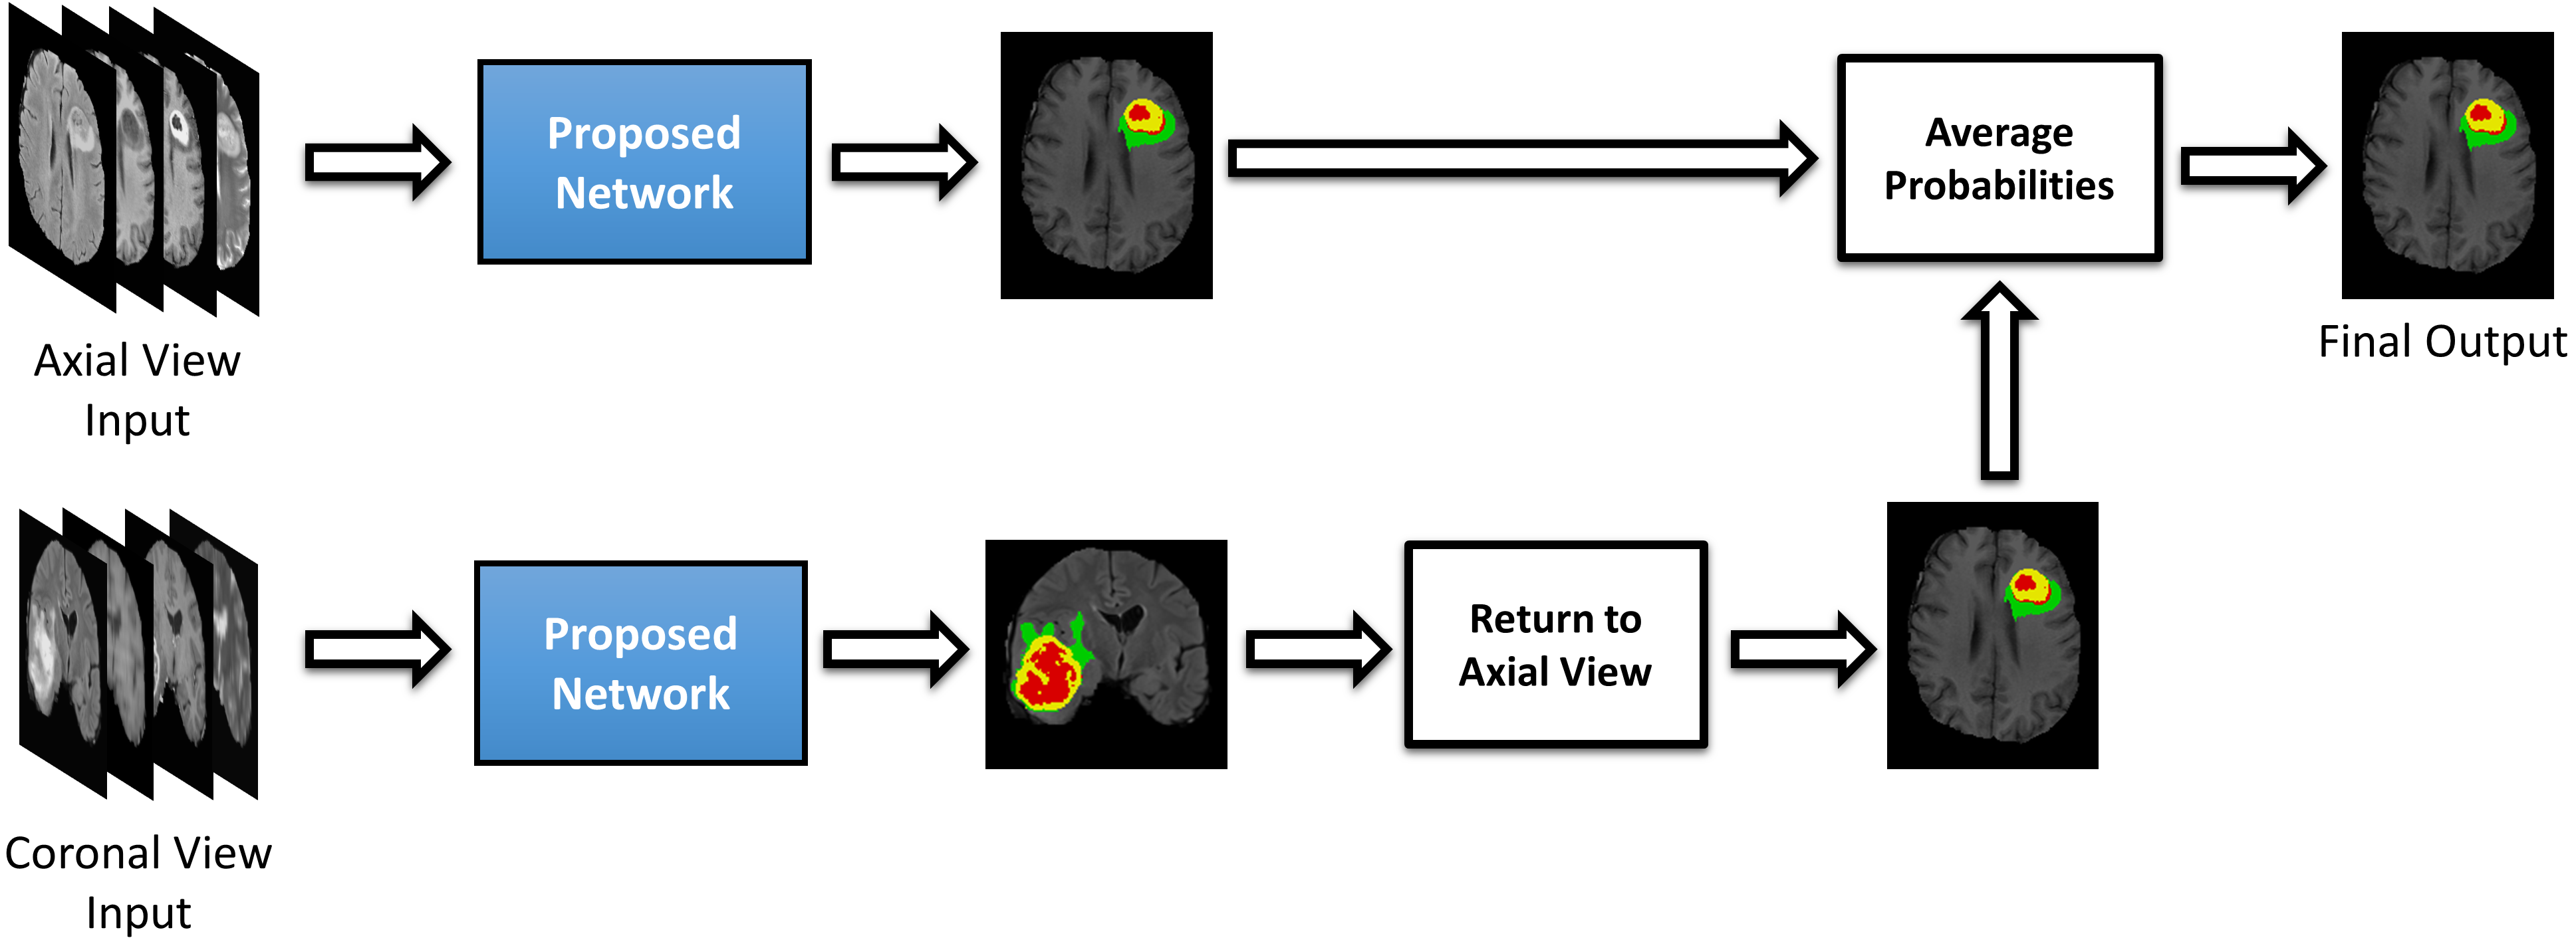 Proposed
Network
Average
Probabilities
Axial View
Input
Final Output
Proposed
Network
Return to
Axial View
Coronal View
Input